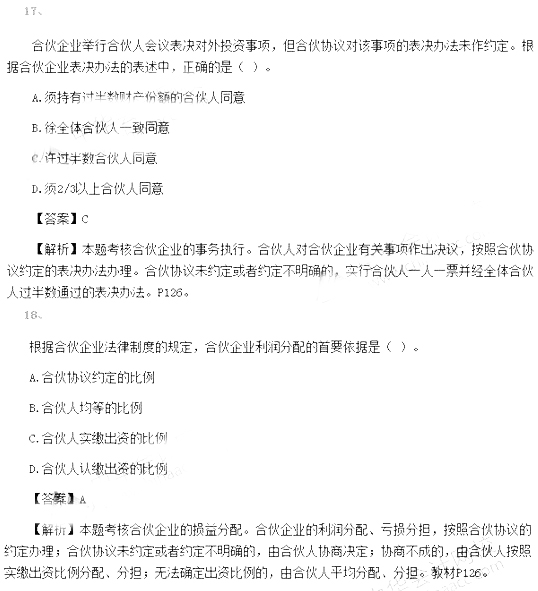 17、
合伙企业举行合伙人会议表决对外投资事项，但合伙协议对该事项的表决办法未作约定。根
据合伙企业表决办法的表述中，正确的是（ ）。
A.须持有过半数财产份额的合伙人同意
B.徐全体合伙人一致同意
C.许过半数合伙人同意
D.须2/3以上合伙人同意
【答案】C
【解析】本题考核合伙企业的事务执行。合伙人对合伙企业有关事项作出决议，按照合伙协
议约定的表决办法办理。合伙协议未约定或者约定不明确的，实行合伙人一人一票并经全体合伙
人过半数通过的表决办法。P126。
18、
根据合伙企业法律制度的规定，合伙企业利润分配的首要依据是（ ）。
A.合伙协议约定的比例
B.合伙人均等的比例
C.合伙人实缴出资的比例
D.合伙人认缴出资的比例
【答案】A
【解析】本题考核合伙企业的损益分配。合伙企业的利润分配、亏损分担，按照合伙协议的
约定办理；合伙协议未约定或者约定不明确的，由合伙人协商决定；协商不成的，由合伙人按照
实缴出资比例分配、分担；无法确定出资比例的，由合伙人平均分配、分担。教材P126。